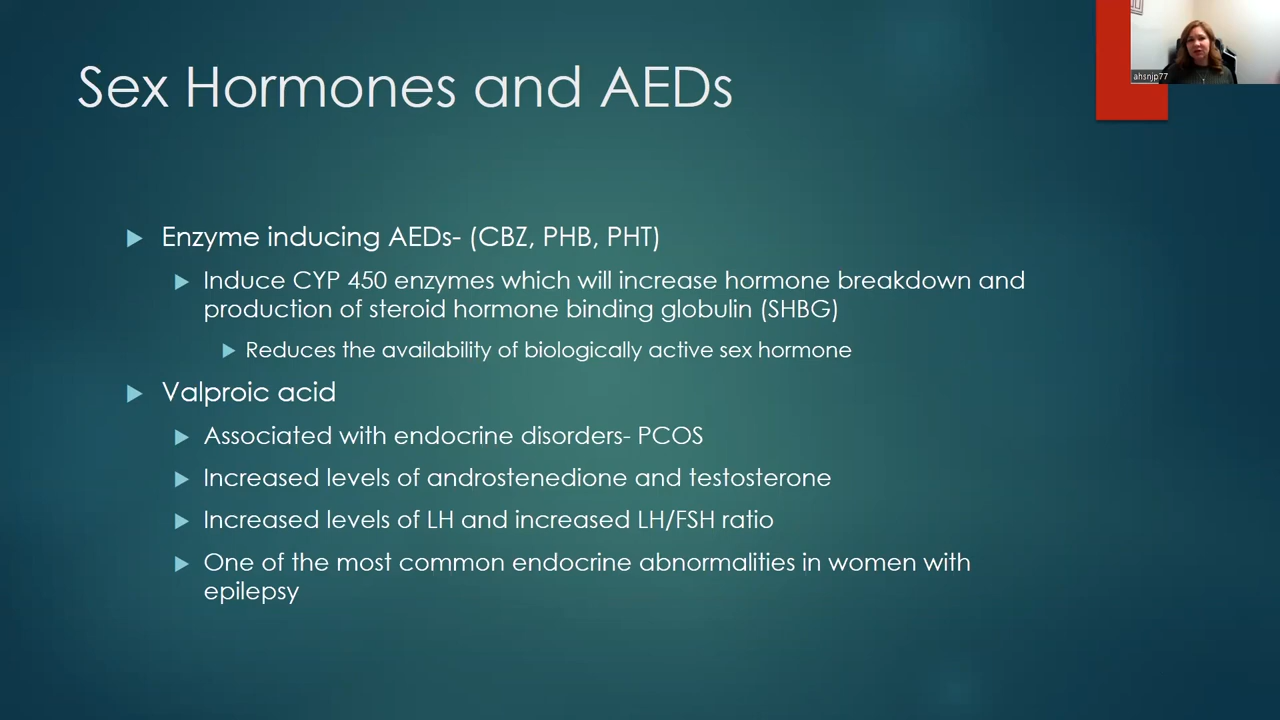 Sex Hormones and AEDs
ahsnjp77
Enzyme inducing AEDs- (CBZ, PHB, PHT)
Induce CYP 450 enzymes which will increase hormone breakdown and
production of steroid hormone binding globulin (SHBG)
Reduces the availability of biologically active sex hormone
Valproic acid
Associated with endocrine disorders- PCOS
Increased levels of androstenedione and testosterone
Increased levels of LH and increased LH/FSH ratio
One of the most common endocrine abnormalities in women with
epilepsy